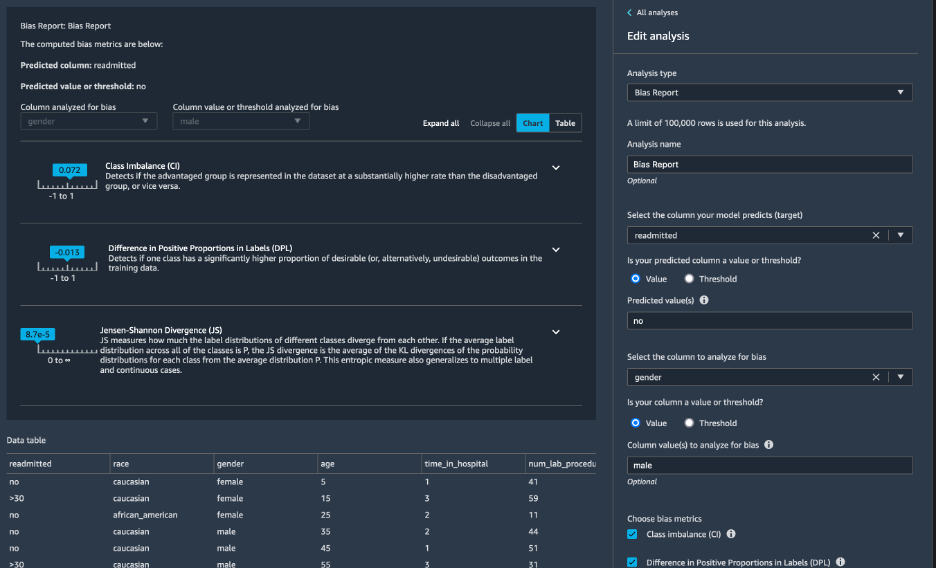 Bias Report: Bias Report
The computed bias metrics are below:
Predicted column: readmitted
Predicted value or threshold: no
Column analyzed for bias
Column value or threshold analyzed for bias
gender
male
Expand all
Collapse all
Chart
Table
0.072
-1 to 1
Class Imbalance (CI)
Detects if the advantaged group is represented in the dataset at a substantially higher rate than the disadvantaged
group, or vice versa.
-0.013
-1 to 1
Difference in Positive Proportions in Labels (DPL)
Detects if one class has a significantly higher proportion of desirable (or, alternatively, undesirable) outcomes in the
training data.
8.7e-5
0 to ∞
Jensen-Shannon Divergence (JS)
JS measures how much the label distributions of different classes diverge from each other. If the average label
distribution across all of the classes is P, the JS divergence is the average of the KL divergences of the probability
distributions for each class from the average distribution P. This entropic measure also generalizes to multiple label
and continuous cases.
Data table
readmitted race gender age time_in_hospital num_lab_procedu
no caucasian female 5 1 41
>30 caucasian female 15 3 59
no african_american female 25 2 11
no caucasian male 35 2 44
no caucasian male 45 1 51
>30 caucasian male 55 3 31
All analyses
Edit analysis
Analysis type
Bias Report
A limit of 100,000 rows is used for this analysis.
Analysis name
Bias Report
Optional
Select the column your model predicts (target)
readmitted
Is your predicted column a value or threshold?
Value
Threshold
Predicted value(s)
no
Select the column to analyze for bias
gender
Is your column a value or threshold?
Value
Threshold
Column value(s) to analyze for bias
male
Optional
Choose bias metrics
Class imbalance (CI)
Difference in Positive Proportions in Labels (DPL)